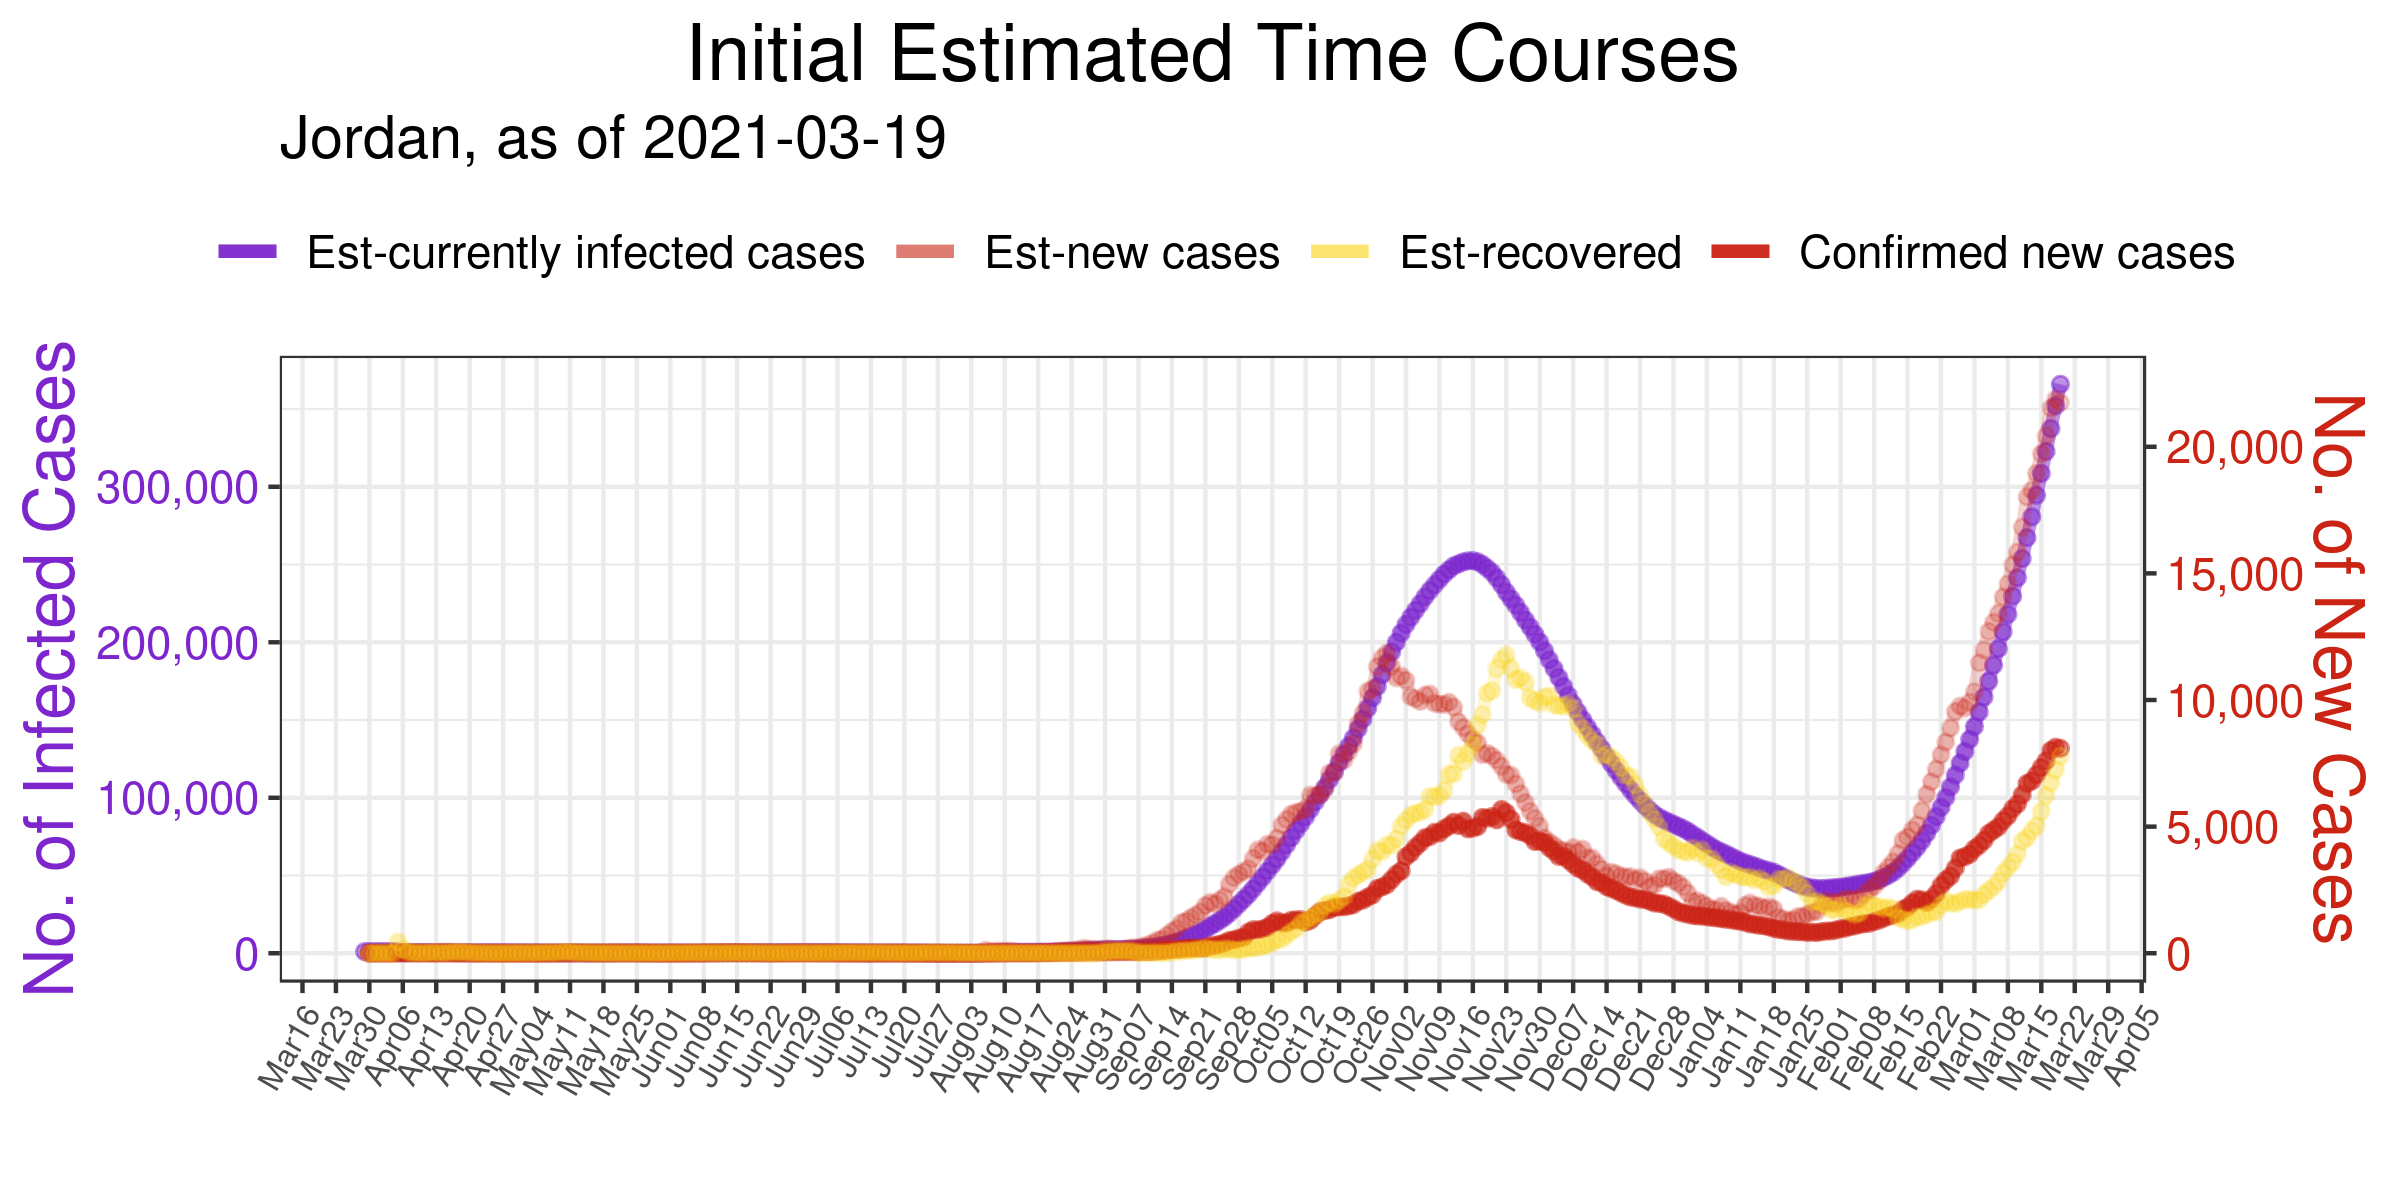 Initial Estimated Time Courses
Jordan, as of 2021-03-19
Est-currently infected cases
Est-new cases
Est-recovered
Confirmed new cases
No. of Infected Cases
300,000
200,000
100,000
0
20,000
15,000
10,000
5,000
0
No. of New Cases
Mar16
Mar23
Mar30
Apr06
Apr13
Apr20
Apr27
May04
May11
May18
May25
Jun01
Jun08
Jun15
Jun22
Jun29
Jul06
Jul13
Jul20
Jul27
Aug03
Aug10
Aug17
Aug24
Aug31
Sep07
Sep14
Sep21
Sep28
Oct05
Oct12
Oct19
Oct26
Nov02
Nov09
Nov16
Nov23
Nov30
Dec07
Dec14
Dec21
Dec28
Jan04
Jan11
Jan18
Jan25
Feb01
Feb08
Feb15
Feb22
Mar01
Mar08
Mar15
Mar22
Mar29
Apr05